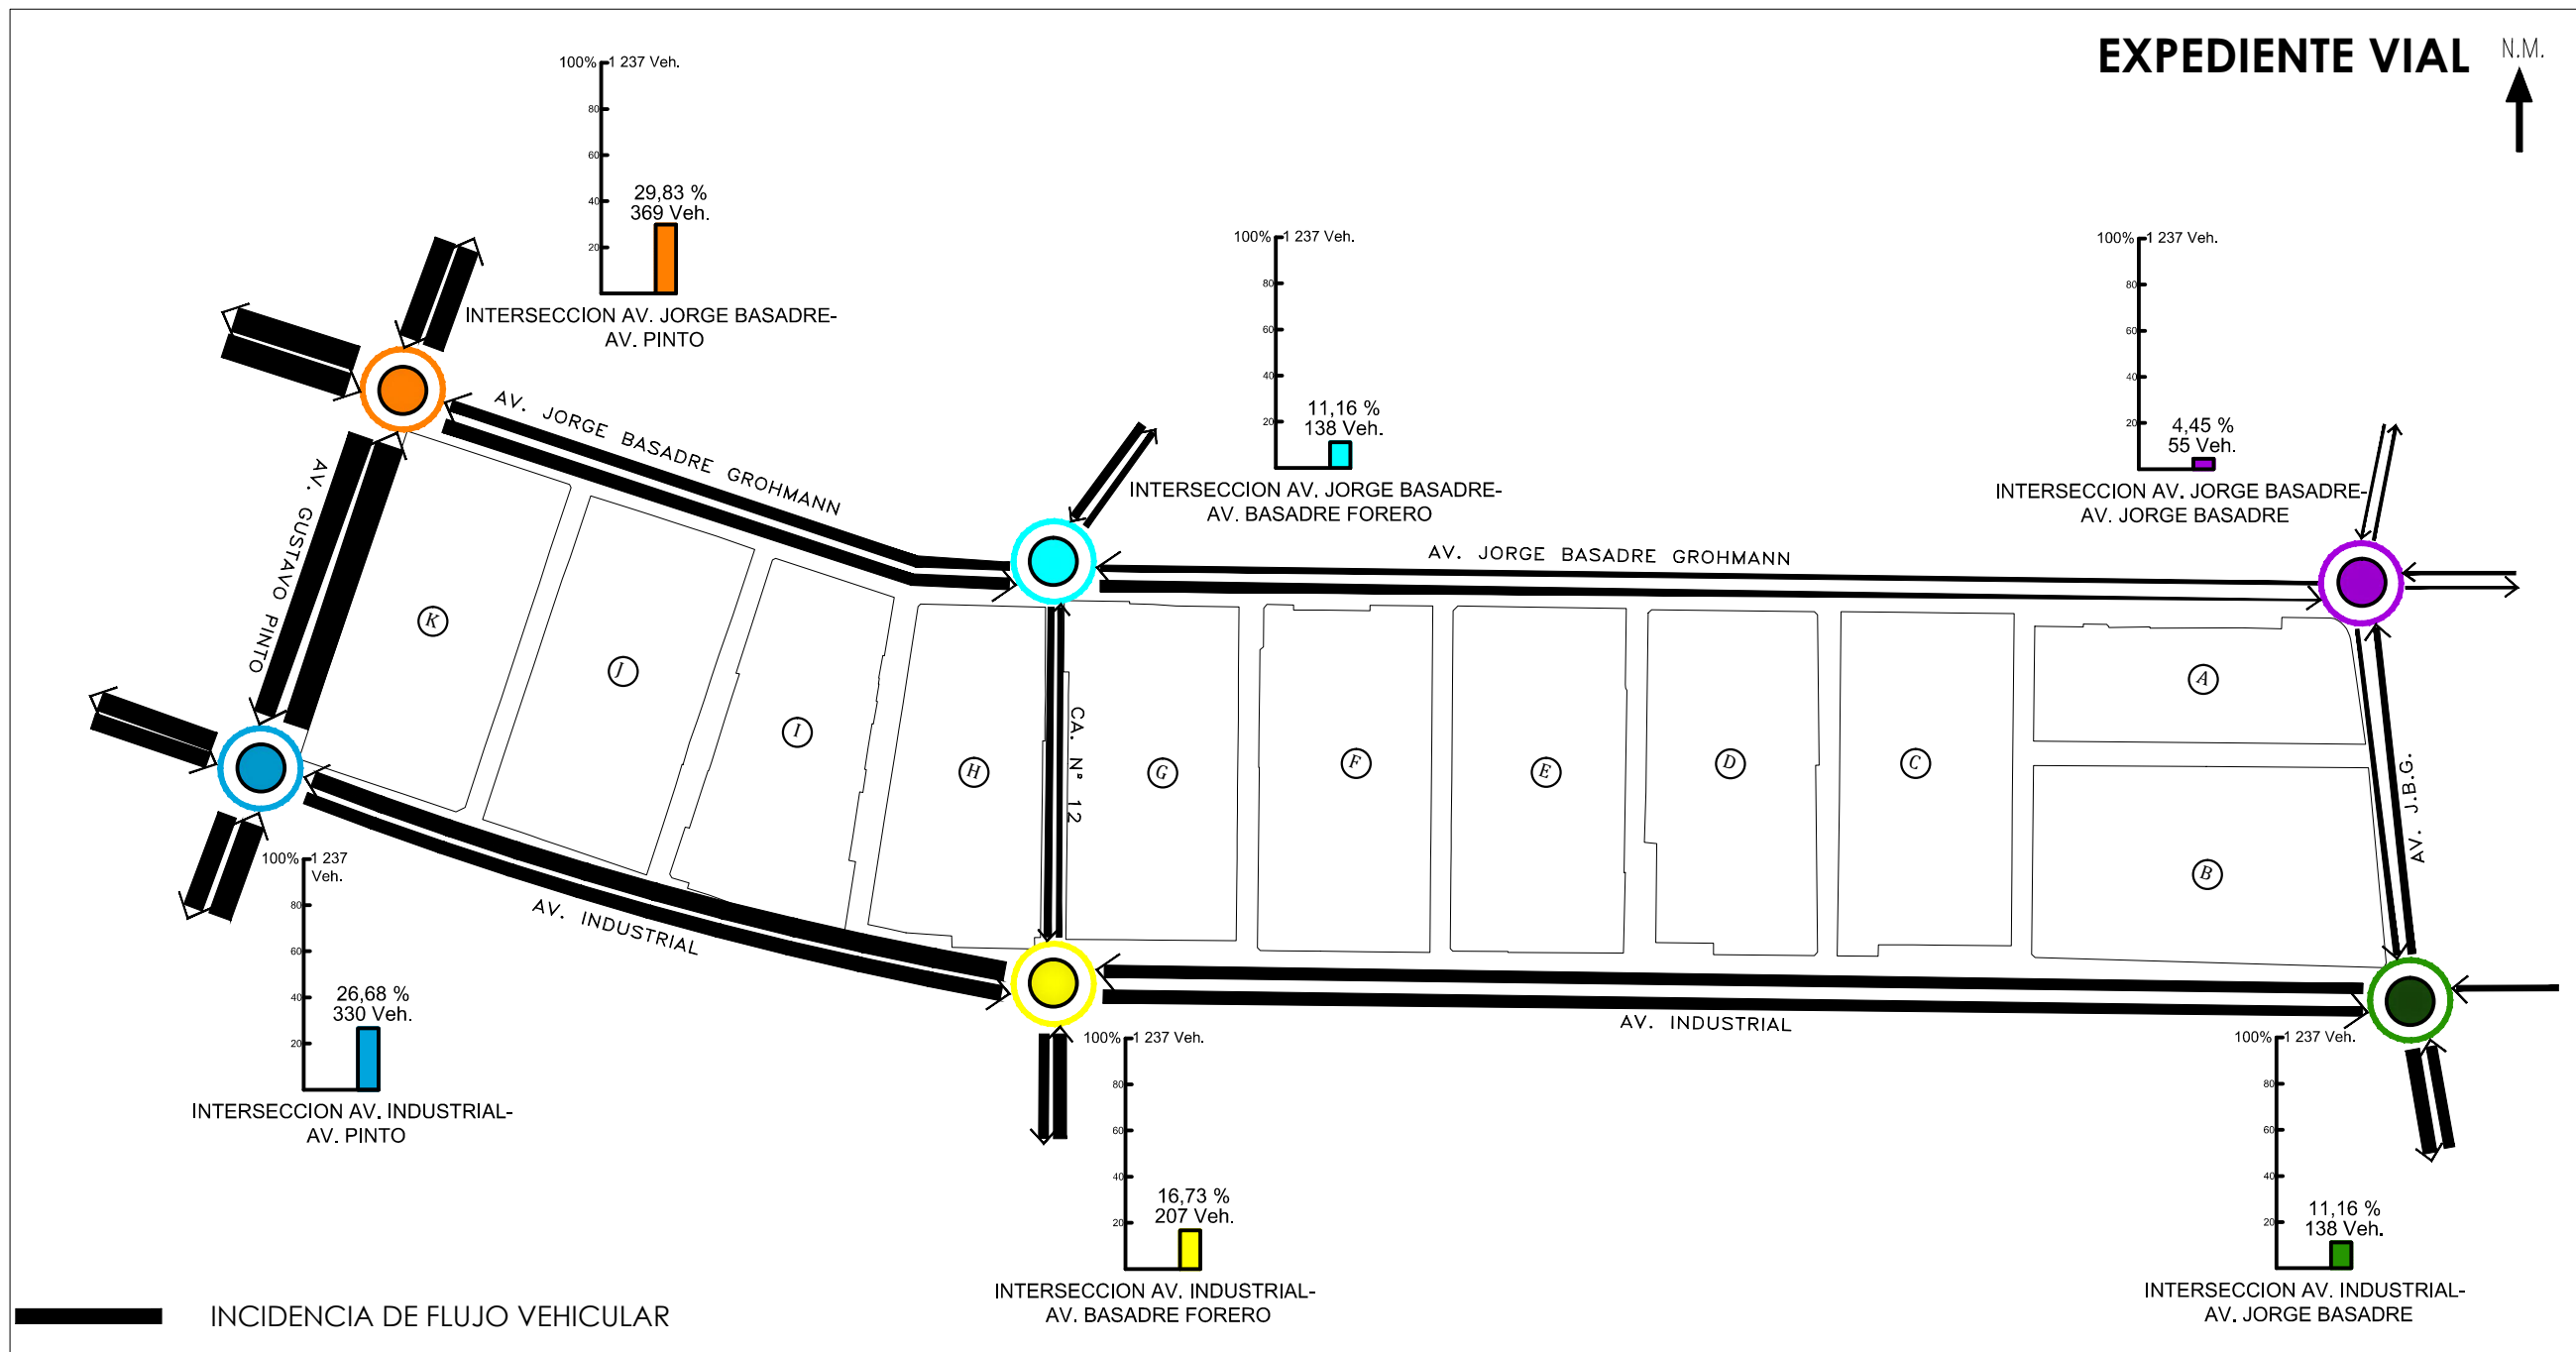 EXPEDIENTE VIAL
N.M.
100% 1 237 Veh.
80
60
40
20
29,83 %
369 Veh.
INTERSECCION AV. JORGE BASADRE-
AV. PINTO
100% 1 237 Veh.
80
60
40
20
11,16 %
138 Veh.
INTERSECCION AV. JORGE BASADRE-
AV. BASADRE FORERO
100% 1 237 Veh.
80
60
40
20
4,45 %
55 Veh.
INTERSECCION AV. JORGE BASADRE-
AV. JORGE BASADRE
AV. JORGE BASADRE GROHMANN
AV. JORGE BASADRE GROHMANN
AV. GUSTAVO PINTO
K
J
I
H
CA. N° 12
G
F
E
D
C
A
B
AV. J.B.G.
AV. INDUSTRIAL
AV. INDUSTRIAL
100% 1 237
Veh.
80
60
40
20
26,68 %
330 Veh.
INTERSECCION AV. INDUSTRIAL-
AV. PINTO
100% 1 237 Veh.
80
60
40
20
16,73 %
207 Veh.
INTERSECCION AV. INDUSTRIAL-
AV. BASADRE FORERO
100% 1 237 Veh.
80
60
40
20
11,16 %
138 Veh.
INTERSECCION AV. INDUSTRIAL-
AV. JORGE BASADRE
INCIDENCIA DE FLUJO VEHICULAR